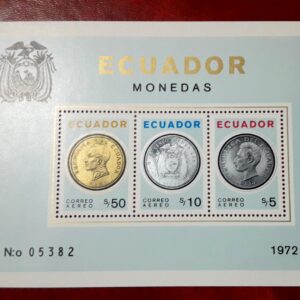 ECUADOR
MONEDAS
ECUADOR ECUADOR ECUADOR
CORREO AEREO S/50 CORREO AEREO S/10 CORREO AEREO S/5
No 05382 1972